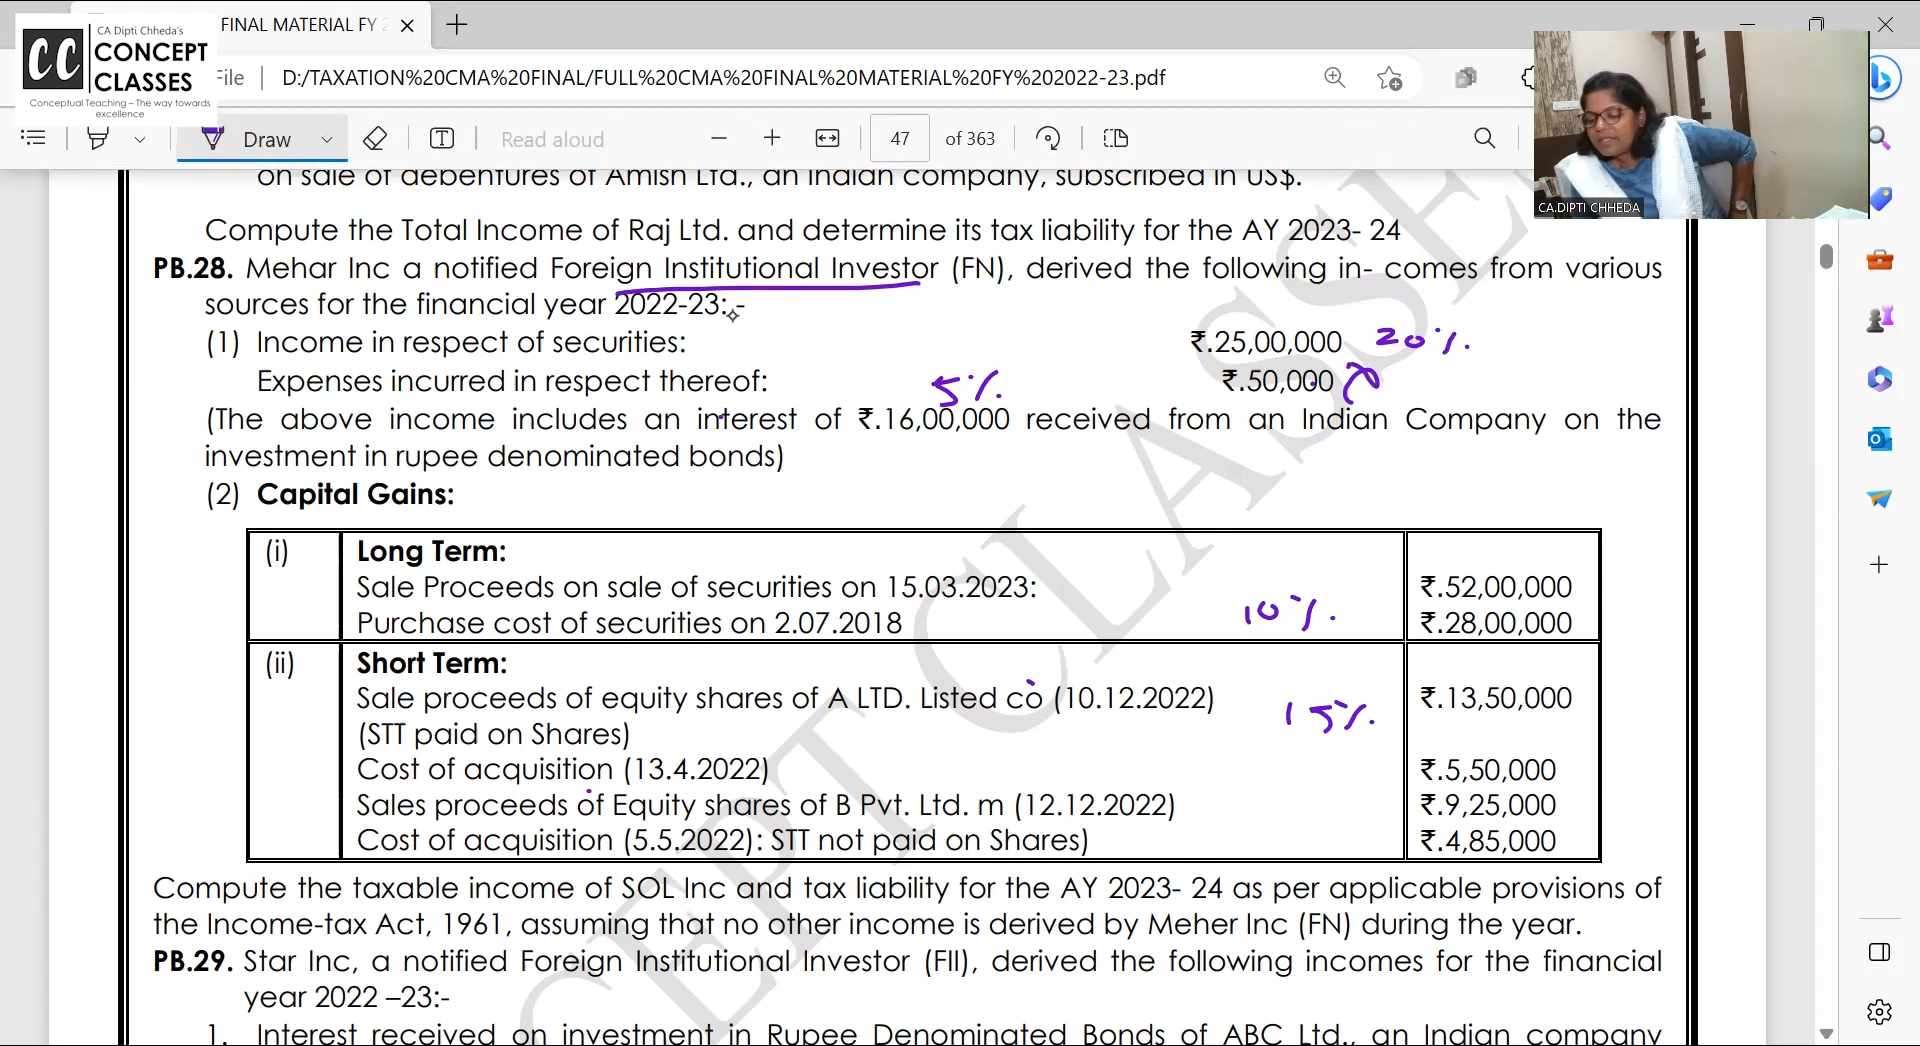 CA Dipti Chheda's
CC CONCEPT
CLASSES
Conceptual Teaching – The way towards
excellence
FINAL MATERIAL FY 2
File D:/TAXATION%20CMA%20FINAL/FULL%20CMA%20FINAL%20MATERIAL%20FY%202022-23.pdf
Draw Read aloud 47 of 363
CA.DIPTI CHHEDA
on sale of debentures of Amish Ltd., an Indian company, subscribed in US$.
Compute the Total Income of Raj Ltd. and determine its tax liability for the AY 2023- 24
PB.28. Mehar Inc a notified Foreign Institutional Investor (FN), derived the following in- comes from various
sources for the financial year 2022-23:-
(1) Income in respect of securities: ₹.25,00,000 20%.
Expenses incurred in respect thereof: 5% ₹.50,000
(The above income includes an interest of ₹.16,00,000 received from an Indian Company on the
investment in rupee denominated bonds)
(2) Capital Gains:
(i) Long Term:
Sale Proceeds on sale of securities on 15.03.2023: ₹.52,00,000
Purchase cost of securities on 2.07.2018 10%. ₹.28,00,000
(ii) Short Term:
Sale proceeds of equity shares of A LTD. Listed co (10.12.2022) 15%. ₹.13,50,000
(STT paid on Shares)
Cost of acquisition (13.4.2022) ₹.5,50,000
Sales proceeds of Equity shares of B Pvt. Ltd. m (12.12.2022) ₹.9,25,000
Cost of acquisition (5.5.2022): STT not paid on Shares) ₹.4,85,000
Compute the taxable income of SOL Inc and tax liability for the AY 2023- 24 as per applicable provisions of
the Income-tax Act, 1961, assuming that no other income is derived by Meher Inc (FN) during the year.
PB.29. Star Inc, a notified Foreign Institutional Investor (FII), derived the following incomes for the financial
year 2022 –23:-
1. Interest received on investment in Rupee Denominated Bonds of ABC Ltd., an Indian company
CEPT CLASSES